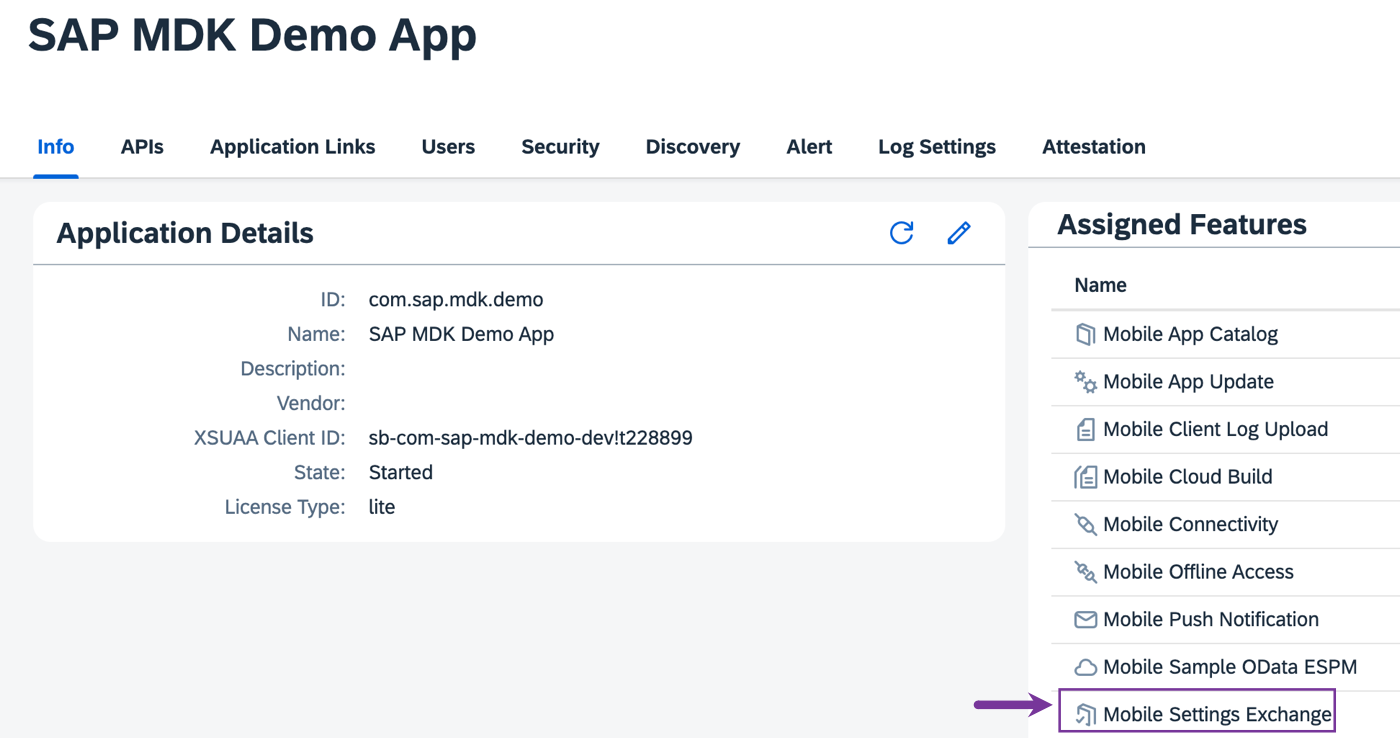 SAP MDK Demo App
Info APIs Application Links Users Security Discovery Alert Log Settings Attestation
Application Details
ID: com.sap.mdk.demo
Name: SAP MDK Demo App
Description:
Vendor:
XSUAA Client ID: sb-com-sap-mdk-demo-dev!t228899
State: Started
License Type: lite
Assigned Features
Name
Mobile App Catalog
Mobile App Update
Mobile Client Log Upload
Mobile Cloud Build
Mobile Connectivity
Mobile Offline Access
Mobile Push Notification
Mobile Sample OData ESPM
Mobile Settings Exchange